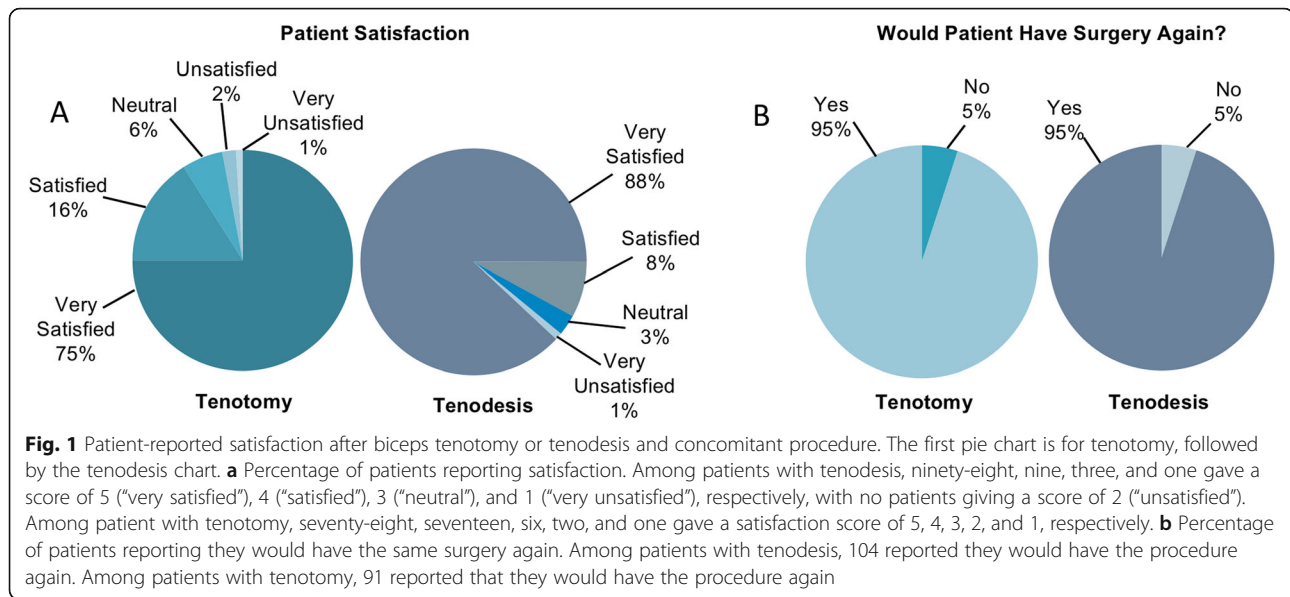 Patient Satisfaction
Would Patient Have Surgery Again?
A
Unsatisfied
2%
Neutral
6%
Very
Unsatisfied
1%
Satisfied
16%
Very
Satisfied
75%
Tenotomy
Very
Satisfied
88%
Satisfied
8%
Neutral
3%
Very
Unsatisfied
1%
Tenodesis
B
Yes
95%
No
5%
Tenotomy
Yes
95%
No
5%
Tenodesis
Fig. 1 Patient-reported satisfaction after biceps tenotomy or tenodesis and concomitant procedure. The first pie chart is for tenotomy, followed
by the tenodesis chart. a Percentage of patients reporting satisfaction. Among patients with tenodesis, ninety-eight, nine, three, and one gave a
score of 5 (“very satisfied”), 4 (“satisfied”), 3 (“neutral”), and 1 (“very unsatisfied”), respectively, with no patients giving a score of 2 (“unsatisfied”).
Among patient with tenotomy, seventy-eight, seventeen, six, two, and one gave a satisfaction score of 5, 4, 3, 2, and 1, respectively. b Percentage
of patients reporting they would have the same surgery again. Among patients with tenodesis, 104 reported they would have the procedure
again. Among patients with tenotomy, 91 reported that they would have the procedure again